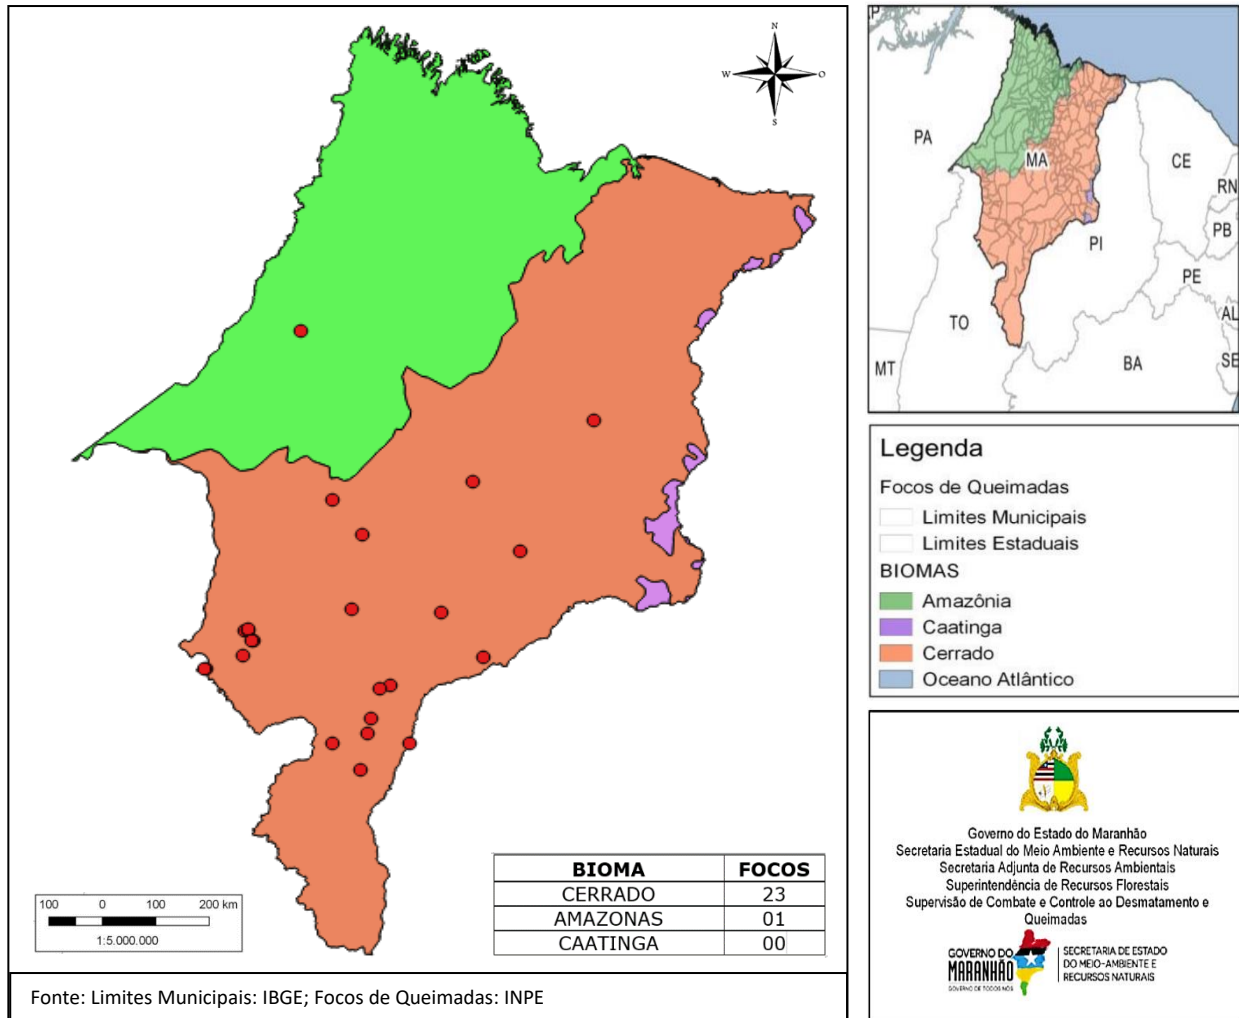 N
W
O
S
BIOMA FOCOS
CERRADO 23
AMAZONAS 01
CAATINGA 00
100 0 100 200 km
1:5.000.000
Fonte: Limites Municipais: IBGE; Focos de Queimadas: INPE
PA
MA
CE
RN
PB
PI
PE
AL
TO
SE
BA
MT
Legenda
Focos de Queimadas
Limites Municipais
Limites Estaduais
BIOMAS
Amazônia
Caatinga
Cerrado
Oceano Atlântico
Governo do Estado do Maranhão
Secretaria Estadual do Meio Ambiente e Recursos Naturais
Secretaria Adjunta de Recursos Ambientais
Superintendência de Recursos Florestais
Supervisão de Combate e Controle ao Desmatamento e
Queimadas
GOVERNO DO
MARANHÃO
GOVERNO DE TODOS NÓS
SECRETARIA DE ESTADO
DO MEIO-AMBIENTE E
RECURSOS NATURAIS